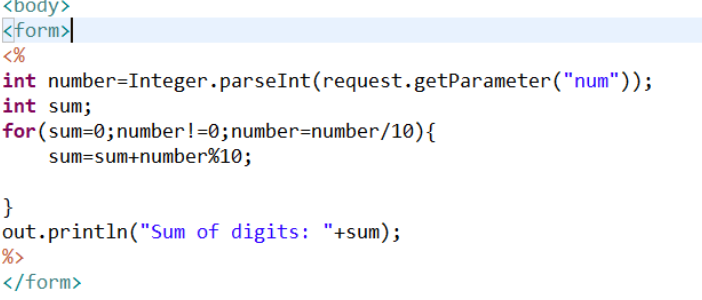 <body>
<form>
<%
int number=Integer.parseInt(request.getParameter("num"));
int sum;
for(sum=0;number!=0;number=number/10){
    sum=sum+number%10;

}
out.println("Sum of digits: "+sum);
%>
</form>